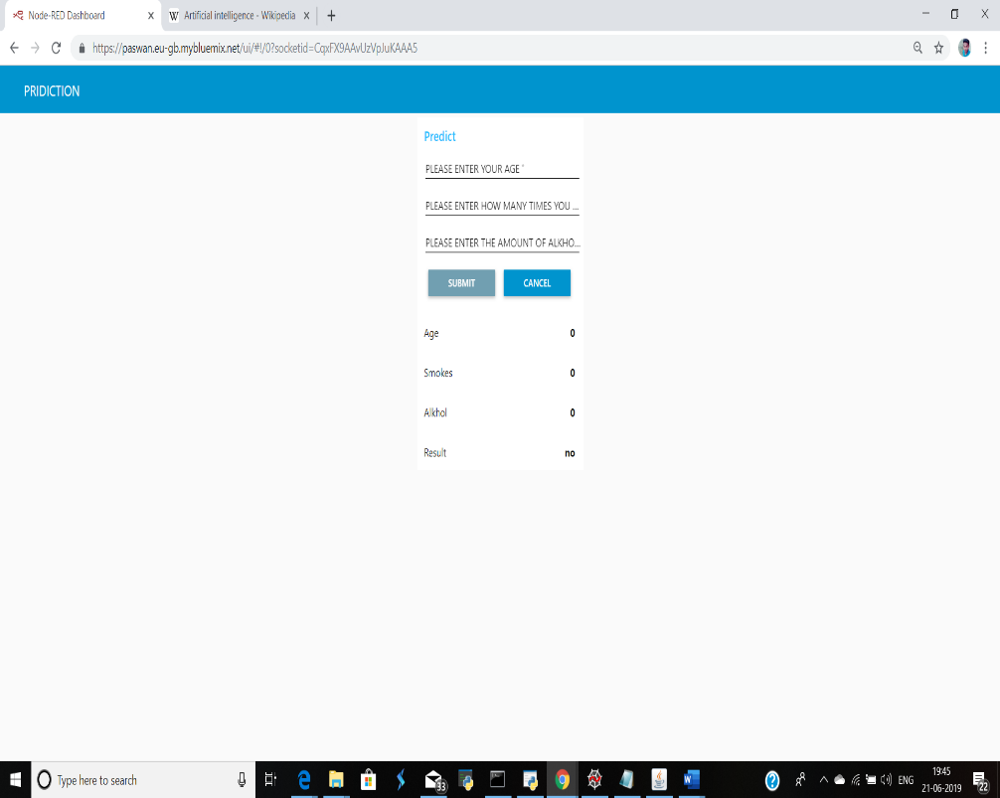 Node-RED Dashboard
Artificial intelligence - Wikipedia
https://paswan.eu-gb.mybluemix.net/ui/#!/0?socketid=CqxFX9AAvUzVpJuKAAA5
PRIDICTION
Predict
PLEASE ENTER YOUR AGE *
PLEASE ENTER HOW MANY TIMES YOU ...
PLEASE ENTER THE AMOUNT OF ALKHO...
SUBMIT CANCEL
Age 0
Smokes 0
Alkhol 0
Result no
Type here to search
33
ENG
19:45
21-06-2019
22